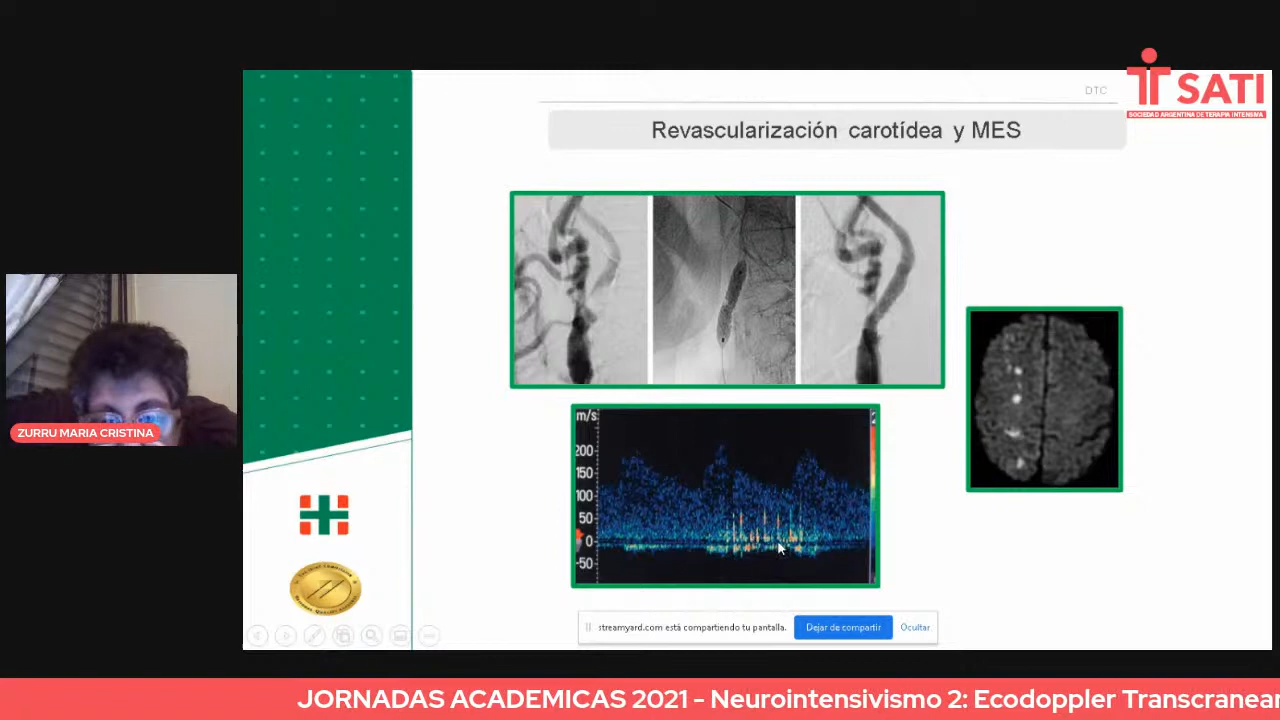 DTC
SATI
SOCIEDAD ARGENTINA DE TERAPIA INTENSIVA
Revascularización carotídea y MES
m/s
200
150
100
50
0
-50
ZURRU MARIA CRISTINA
streamyard.com está compartiendo tu pantalla.
Dejar de compartir
Ocultar
JORNADAS ACADEMICAS 2021 - Neurointensivismo 2: Ecodoppler Transcranear